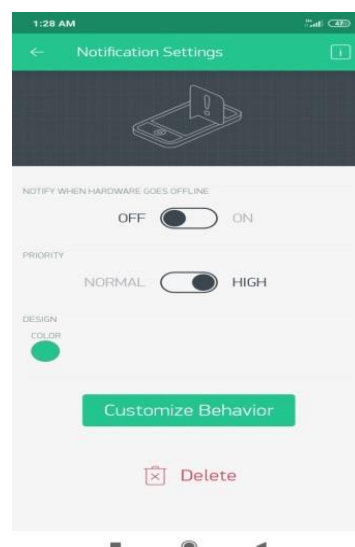 1:28 AM
47
Notification Settings
NOTIFY WHEN HARDWARE GOES OFFLINE
OFF ON
PRIORITY
NORMAL HIGH
DESIGN
COLOR
Customize Behavior
Delete